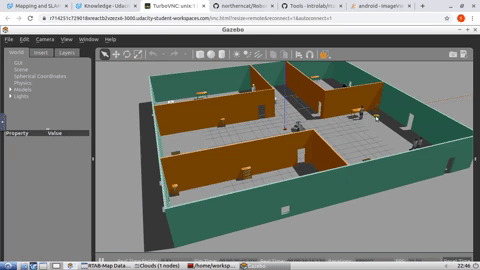 Mapping and SLA
Knowledge - Udaci
TurboVNC: unix:1
northerncat/Robo
Tools · Introlab/rta
android - ImageView
r714251c729018xreactb2vzezx6-3000.udacity-student-workspaces.com/vnc.html?resize=remote&reconnect=1&autoconnect=1
Gazebo
File Edit Camera View Window Help
World Insert Layers
GUI
Scene
Spherical Coordinates
Physics
Models
Lights
Property Value
RTAB-Map Data
Clouds (1 nodes)
/home/worksp
Gazebo
22:46